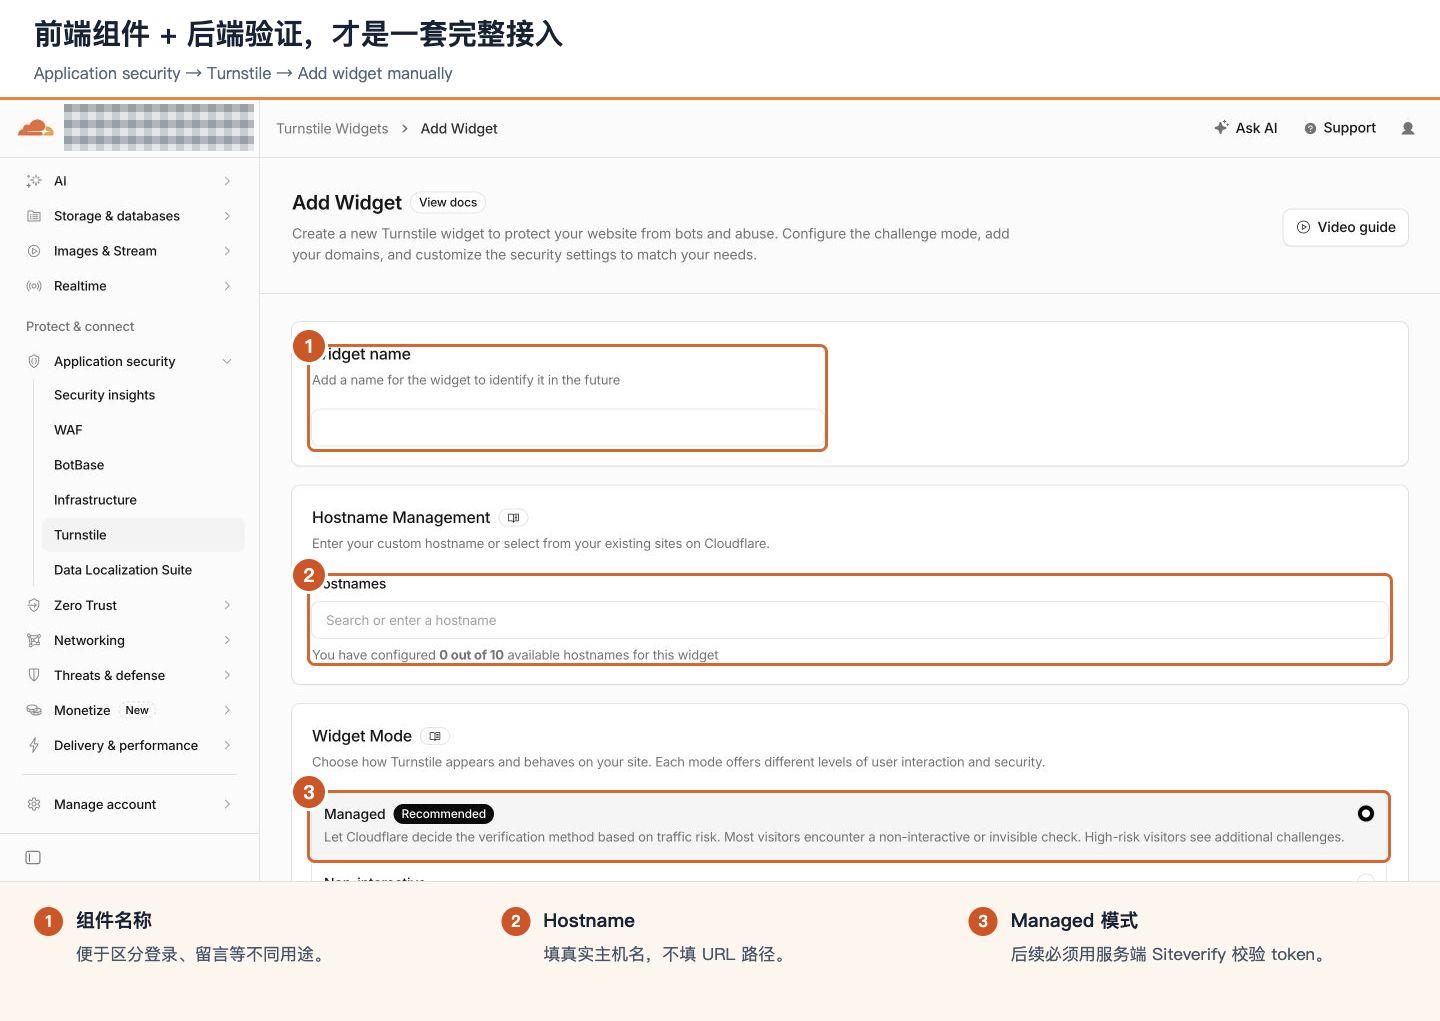 前端组件 + 后端验证，才是一套完整接入
Application security → Turnstile → Add widget manually
Turnstile Widgets > Add Widget
Ask AI
Support
AI
Storage & databases
Images & Stream
Realtime
Protect & connect
Application security
Security insights
WAF
BotBase
Infrastructure
Turnstile
Data Localization Suite
Zero Trust
Networking
Threats & defense
Monetize New
Delivery & performance
Manage account
Add Widget View docs
Create a new Turnstile widget to protect your website from bots and abuse. Configure the challenge mode, add
your domains, and customize the security settings to match your needs.
Video guide
1
idget name
Add a name for the widget to identify it in the future
Hostname Management
Enter your custom hostname or select from your existing sites on Cloudflare.
2
ostnames
Search or enter a hostname
You have configured 0 out of 10 available hostnames for this widget
Widget Mode
Choose how Turnstile appears and behaves on your site. Each mode offers different levels of user interaction and security.
3
Managed Recommended
Let Cloudflare decide the verification method based on traffic risk. Most visitors encounter a non-interactive or invisible check. High-risk visitors see additional challenges.
1 组件名称
便于区分登录、留言等不同用途。
2 Hostname
填真实主机名，不填 URL 路径。
3 Managed 模式
后续必须用服务端 Siteverify 校验 token。